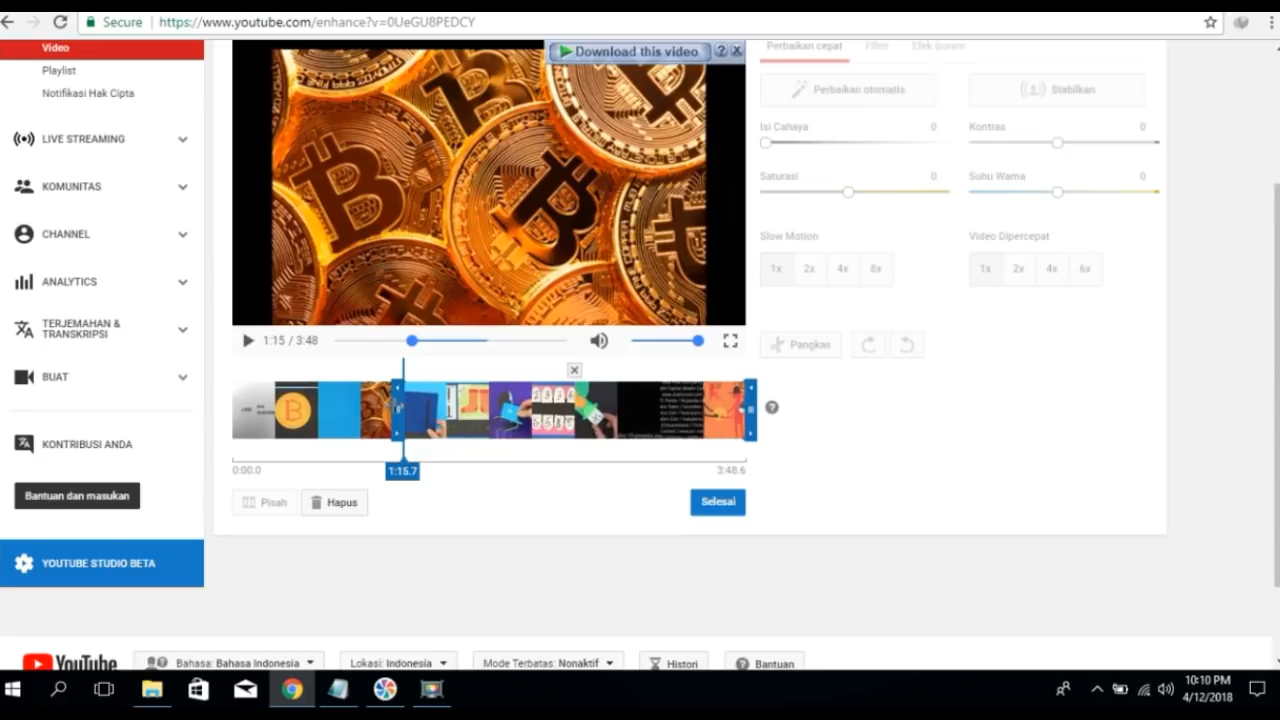 Secure
https://www.youtube.com/enhance?v=0UeGU8PEDCY
Video
Playlist
Notifikasi Hak Cipta
LIVE STREAMING
KOMUNITAS
CHANNEL
ANALYTICS
TERJEMAHAN &
TRANSKRIPSI
BUAT
KONTRIBUSI ANDA
Bantuan dan masukan
YOUTUBE STUDIO BETA
Download this video
Perbaikan cepat
Filter
Efek buram
Perbaikan otomatis
Stabilkan
Isi Cahaya 0
Kontras 0
Saturasi 0
Suhu Warna 0
Slow Motion
1x 2x 4x 8x
Video Dipercepat
1x 2x 4x 6x
Pangkas
1:15 / 3:48
0:00.0
1:15.7
3:48.6
Pisah
Hapus
Selesai
YouTube
Bahasa: Bahasa Indonesia
Lokasi: Indonesia
Mode Terbatas: Nonaktif
Histori
Bantuan
10:10 PM
4/12/2018